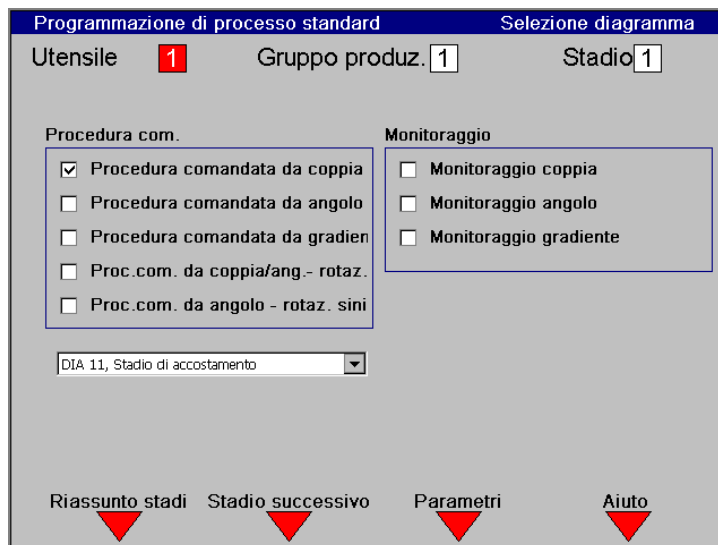 Programmazione di processo standard Selezione diagramma
Utensile 1 Gruppo produz. 1 Stadio 1
Procedura com. Monitoraggio
Procedura comandata da coppia Monitoraggio coppia
Procedura comandata da angolo Monitoraggio angolo
Procedura comandata da gradien Monitoraggio gradiente
Proc.com. da coppia/ang.- rotaz.
Proc.com. da angolo - rotaz. sini
DIA 11, Stadio di accostamento
Riassunto stadi Stadio successivo Parametri Aiuto